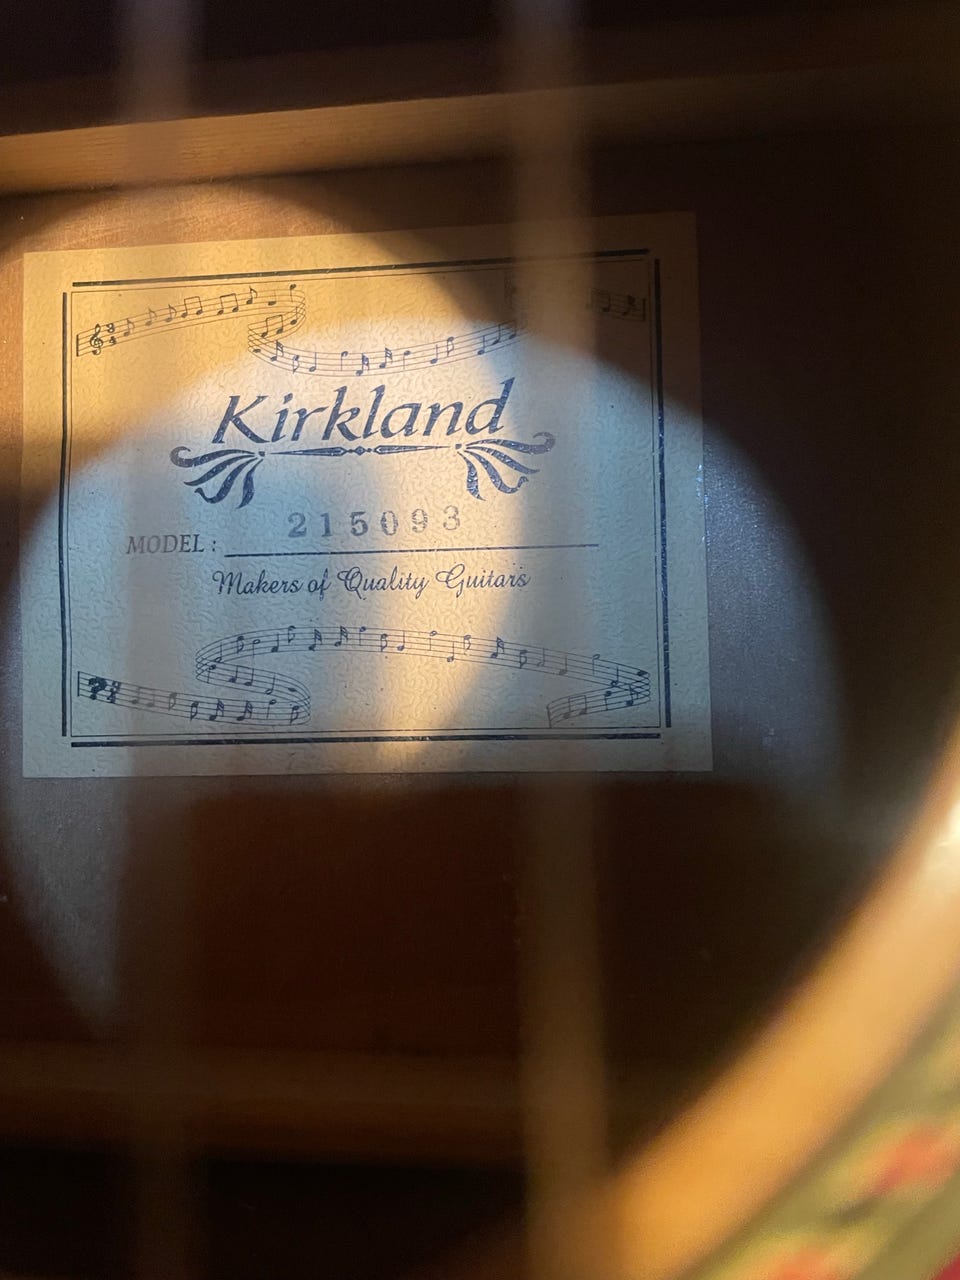 Kirkland
215093
MODEL :
Makers of Quality Guitars